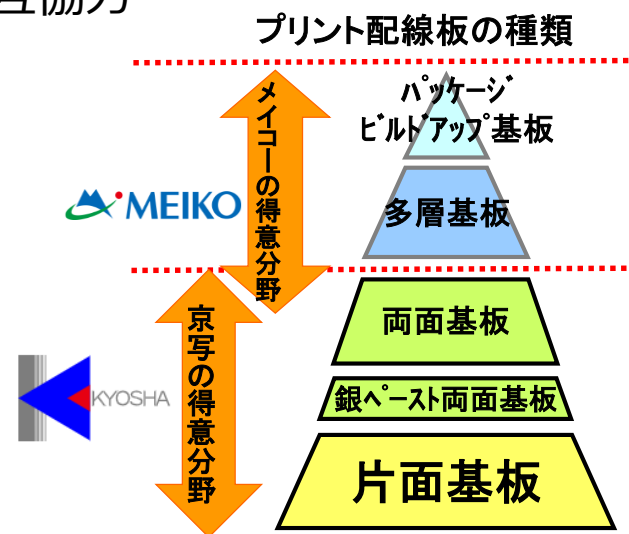 互協力
プリント配線板の種類
パッケージ
ビルドアップ基板
メイコーの得意分野
MEIKO
多層基板
両面基板
京写の得意分野
KYOSHA
銀ペースト両面基板
片面基板